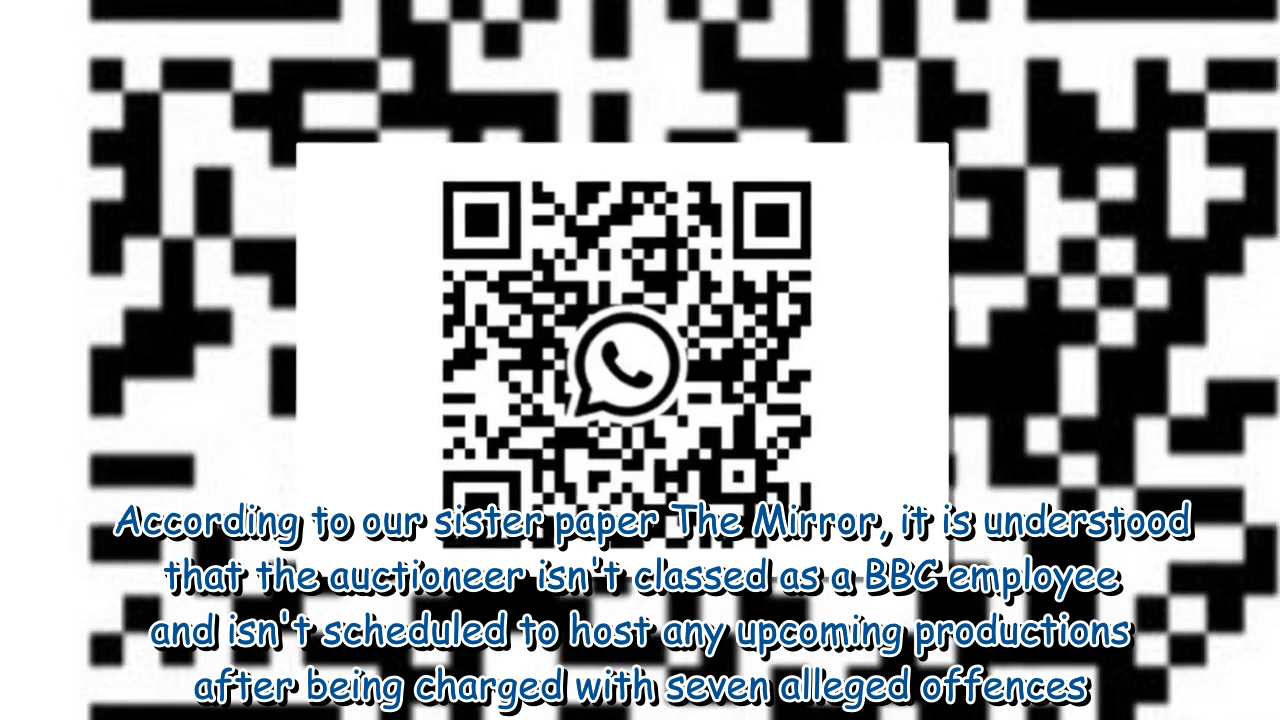 According to our sister paper The Mirror, it is understood
that the auctioneer isn't classed as a BBC employee
and isn't scheduled to host any upcoming productions
after being charged with seven alleged offences